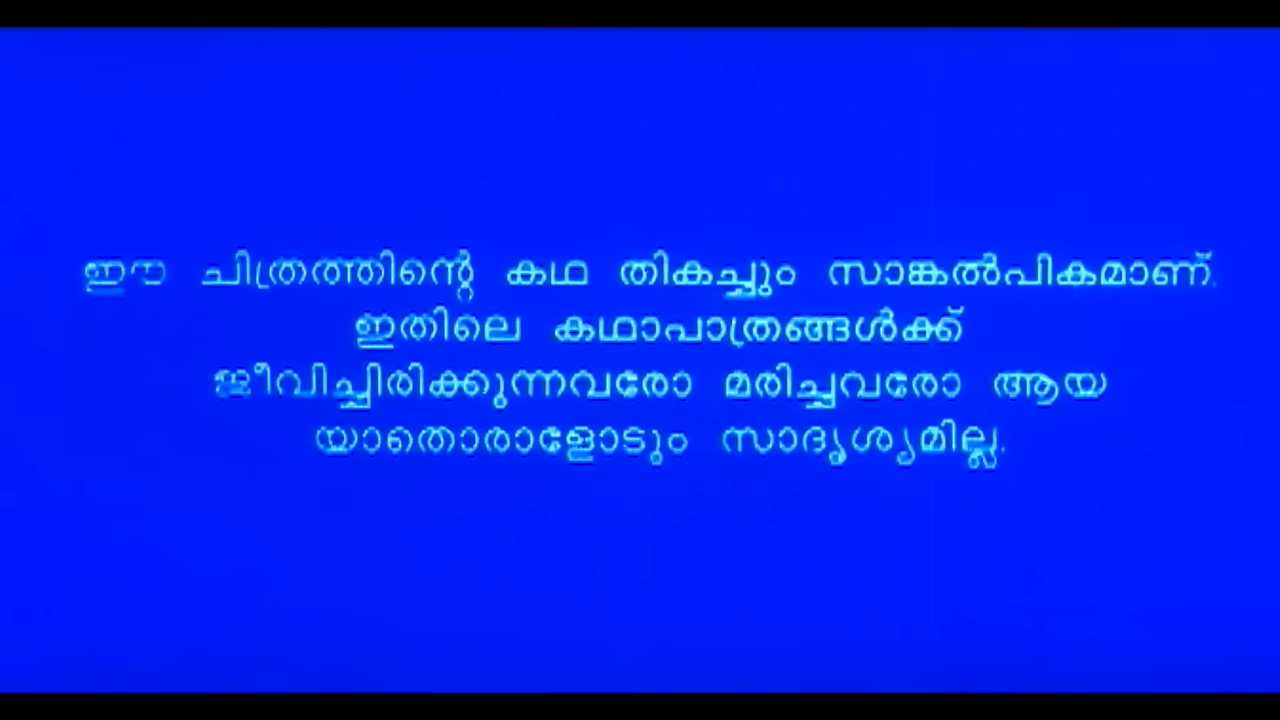 ഈ ചിത്രത്തിന്റെ കഥ തികച്ചും സാങ്കൽപികമാണ്.
ഇതിലെ കഥാപാത്രങ്ങൾക്ക്
ജീവിച്ചിരിക്കുന്നവരോ മരിച്ചവരോ ആയ
യാതൊരാളോടും സാദൃശ്യമില്ല.